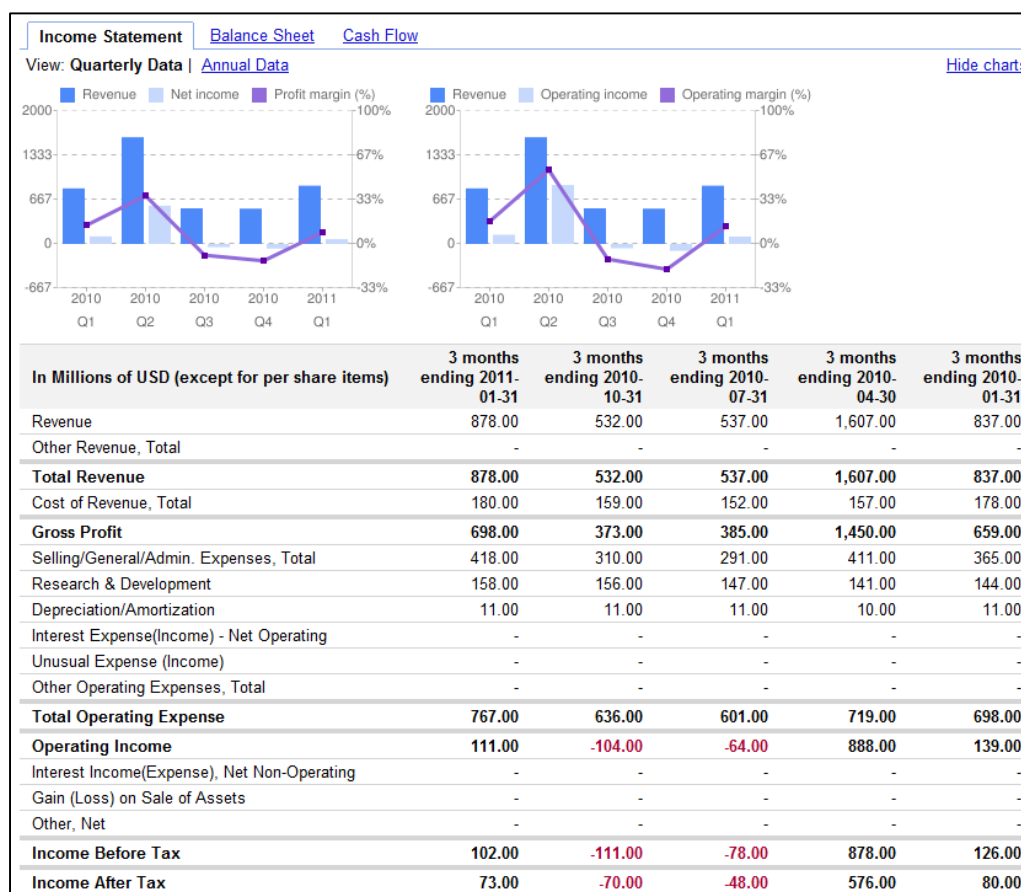 Income Statement Balance Sheet Cash Flow
View: Quarterly Data | Annual Data Hide charts
Revenue Net income Profit margin (%)
2000 100%
1333 67%
667 33%
0 0%
-667 -33%
2010 2010 2010 2010 2011
Q1 Q2 Q3 Q4 Q1
Revenue Operating income Operating margin (%)
2000 100%
1333 67%
667 33%
0 0%
-667 -33%
2010 2010 2010 2010 2011
Q1 Q2 Q3 Q4 Q1
In Millions of USD (except for per share items) 3 months ending 2011-01-31 3 months ending 2010-10-31 3 months ending 2010-07-31 3 months ending 2010-04-30 3 months ending 2010-01-31
Revenue 878.00 532.00 537.00 1,607.00 837.00
Other Revenue, Total - - - - -
Total Revenue 878.00 532.00 537.00 1,607.00 837.00
Cost of Revenue, Total 180.00 159.00 152.00 157.00 178.00
Gross Profit 698.00 373.00 385.00 1,450.00 659.00
Selling/General/Admin. Expenses, Total 418.00 310.00 291.00 411.00 365.00
Research & Development 158.00 156.00 147.00 141.00 144.00
Depreciation/Amortization 11.00 11.00 11.00 10.00 11.00
Interest Expense(Income) - Net Operating - - - - -
Unusual Expense (Income) - - - - -
Other Operating Expenses, Total - - - - -
Total Operating Expense 767.00 636.00 601.00 719.00 698.00
Operating Income 111.00 -104.00 -64.00 888.00 139.00
Interest Income(Expense), Net Non-Operating - - - - -
Gain (Loss) on Sale of Assets - - - - -
Other, Net - - - - -
Income Before Tax 102.00 -111.00 -78.00 878.00 126.00
Income After Tax 73.00 -70.00 -48.00 576.00 80.00